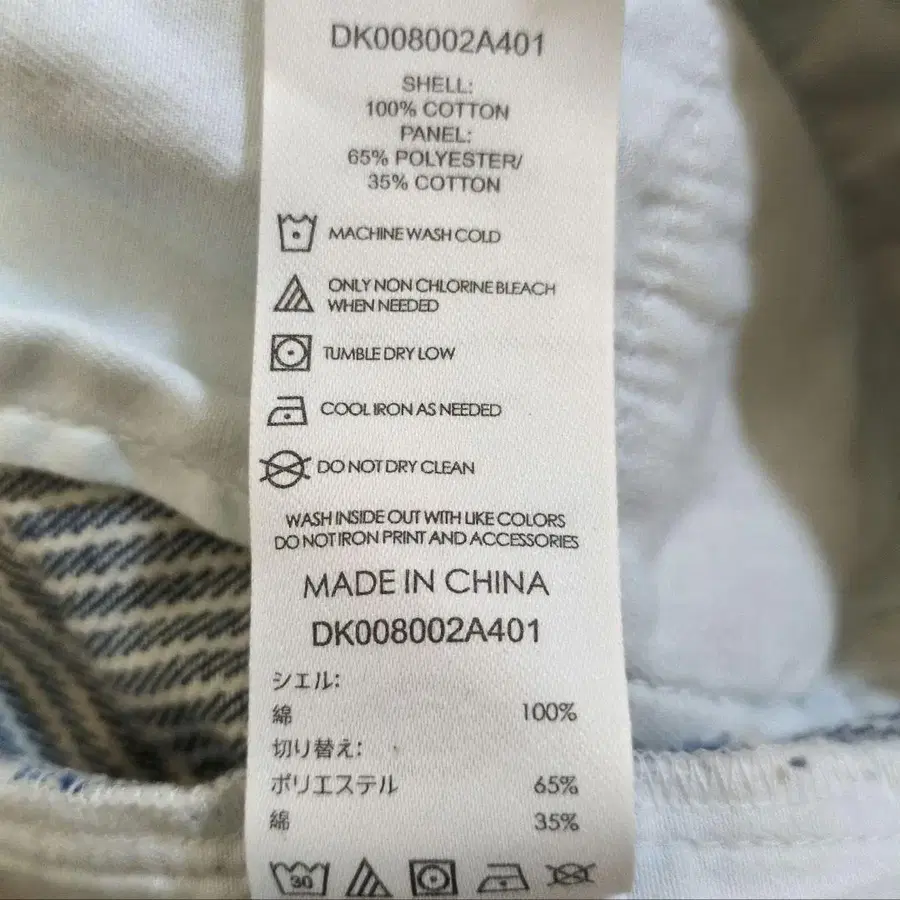 DK008002A401
SHELL:
100% COTTON
PANEL:
65% POLYESTER/
35% COTTON
MACHINE WASH COLD
ONLY NON CHLORINE BLEACH
WHEN NEEDED
TUMBLE DRY LOW
COOL IRON AS NEEDED
DO NOT DRY CLEAN
WASH INSIDE OUT WITH LIKE COLORS
DO NOT IRON PRINT AND ACCESSORIES
MADE IN CHINA
DK008002A401
シェル:
綿 100%
切り替え:
ポリエステル 65%
綿 35%
30